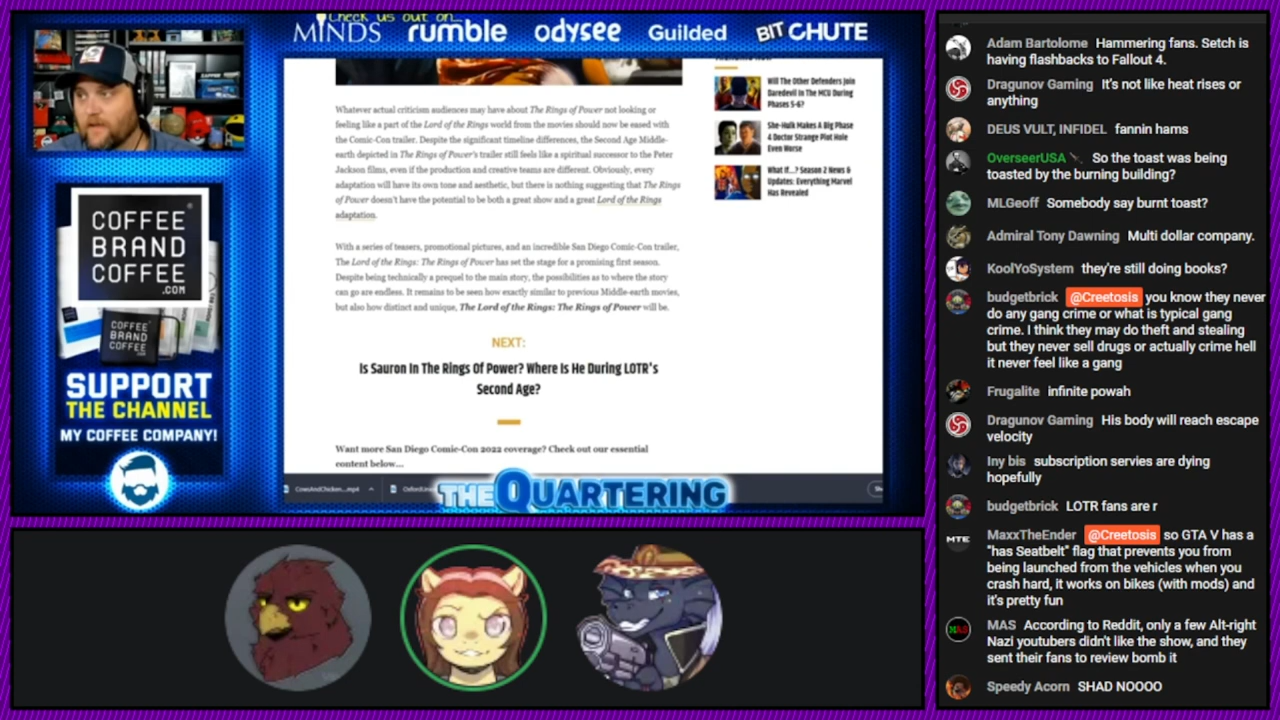 Check us out on...
MINDS rumble odysee Guilded BIT CHUTE
COFFEE
BRAND
COFFEE
.COM
COFFEE
BRAND
COFFEE
SUPPORT
THE CHANNEL
MY COFFEE COMPANY!
Whatever actual criticism audiences may have about The Rings of Power not looking or
feeling like a part of the Lord of the Rings world from the movies should now be eased with
the Comic-Con trailer. Despite the significant timeline differences, the Second Age Middle-
earth depicted in The Rings of Power's trailer still feels like a spiritual successor to the Peter
Jackson films, even if the production and creative teams are different. Obviously, every
adaptation will have its own tone and aesthetic, but there is nothing suggesting that The Rings
of Power doesn't have the potential to be both a great show and a great Lord of the Rings
adaptation.
With a series of teasers, promotional pictures, and an incredible San Diego Comic-Con trailer,
The Lord of the Rings: The Rings of Power has set the stage for a promising first season.
Despite being technically a prequel to the main story, the possibilities as to where the story
can go are endless. It remains to be seen how exactly similar to previous Middle-earth movies,
but also how distinct and unique, The Lord of the Rings: The Rings of Power will be.
NEXT:
Is Sauron In The Rings Of Power? Where Is He During LOTR's
Second Age?
Want more San Diego Comic-Con 2022 coverage? Check out our essential
content below...
Will The Other Defenders Join
Daredevil In The MCU During
Phases 5-6?
She-Hulk Makes A Big Phase
4 Doctor Strange Plot Hole
Even Worse
What If...? Season 2 News &
Updates: Everything Marvel
Has Revealed
CowsAndChicken....mp4
THE QUARTERING
Adam Bartolome Hammering fans. Setch is
having flashbacks to Fallout 4.
Dragunov Gaming It's not like heat rises or
anything
DEUS VULT, INFIDEL fannin hams
OverseerUSA So the toast was being
toasted by the burning building?
MLGeoff Somebody say burnt toast?
Admiral Tony Dawning Multi dollar company.
KoolYoSystem they're still doing books?
budgetbrick @Creetosis you know they never
do any gang crime or what is typical gang
crime. I think they may do theft and stealing
but they never sell drugs or actually crime hell
it never feel like a gang
Frugalite infinite powah
Dragunov Gaming His body will reach escape
velocity
Iny bis subscription servies are dying
hopefully
budgetbrick LOTR fans are r
MTE MaxxTheEnder @Creetosis so GTA V has a
"has Seatbelt" flag that prevents you from
being launched from the vehicles when you
crash hard, it works on bikes (with mods) and
it's pretty fun
MAS MAS According to Reddit, only a few Alt-right
Nazi youtubers didn't like the show, and they
sent their fans to review bomb it
Speedy Acorn SHAD NOOOO